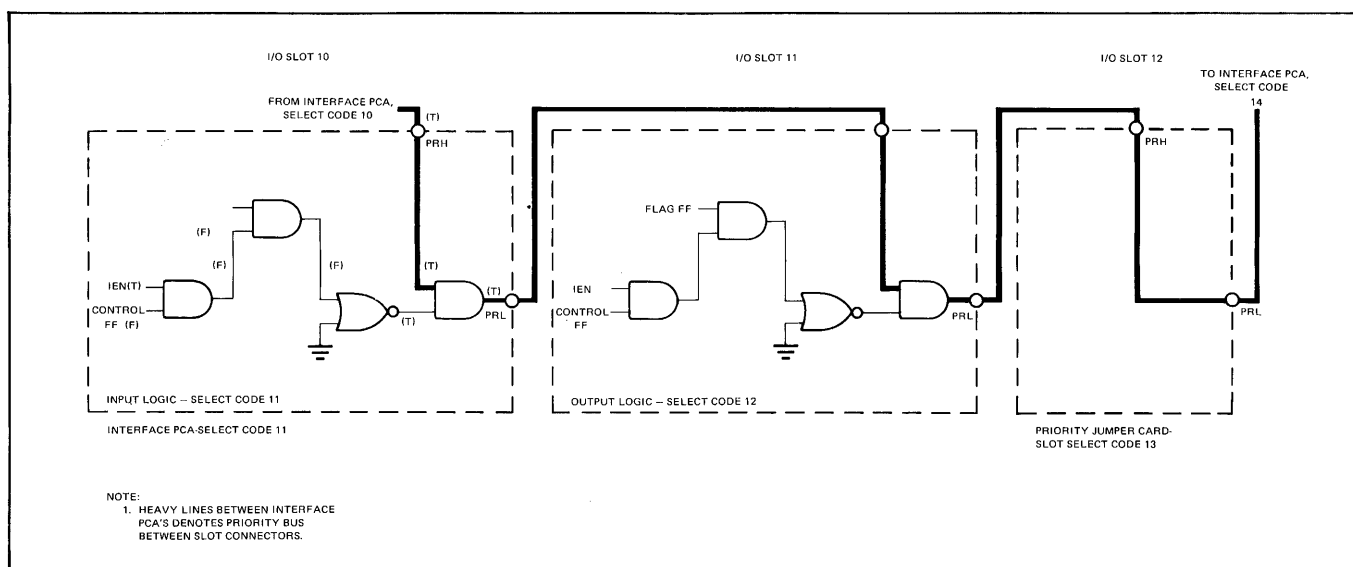 I/O SLOT 10
I/O SLOT 11
I/O SLOT 12
FROM INTERFACE PCA,
SELECT CODE 10
(T)
PRH
TO INTERFACE PCA,
SELECT CODE
14
PRH
(F)
(F)
(F)
(T)
IEN(T)
CONTROL
FF (F)
(T)
(T)
PRL
FLAG FF
IEN
CONTROL
FF
PRL
PRL
INPUT LOGIC – SELECT CODE 11
INTERFACE PCA-SELECT CODE 11
OUTPUT LOGIC – SELECT CODE 12
PRIORITY JUMPER CARD-
SLOT SELECT CODE 13
NOTE:
1. HEAVY LINES BETWEEN INTERFACE
PCA'S DENOTES PRIORITY BUS
BETWEEN SLOT CONNECTORS.